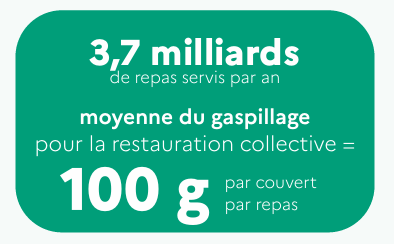 3,7 milliards
de repas servis par an
moyenne du gaspillage
pour la restauration collective =
100 g par couvert
par repas